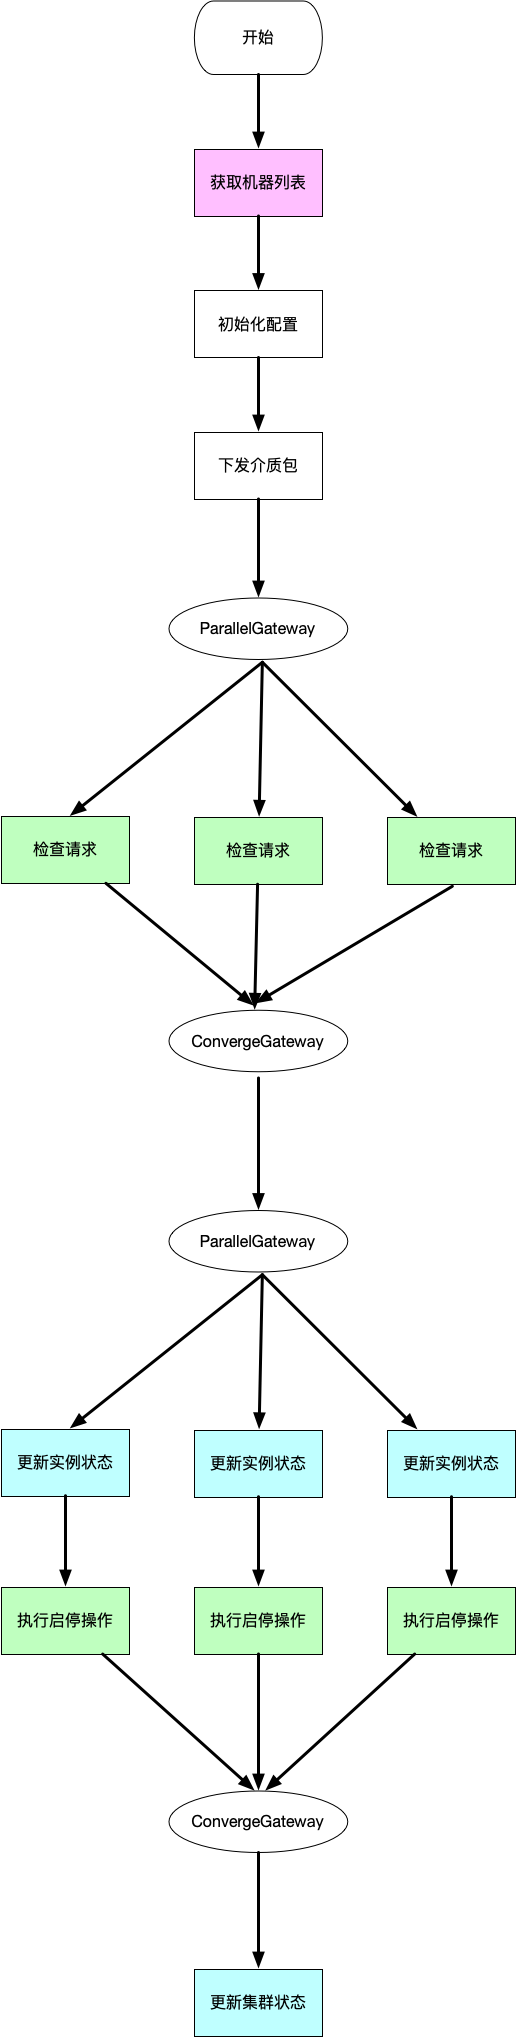 开始
获取机器列表
初始化配置
下发介质包
ParallelGateway
检查请求
检查请求
检查请求
ConvergeGateway
ParallelGateway
更新实例状态
更新实例状态
更新实例状态
执行启停操作
执行启停操作
执行启停操作
ConvergeGateway
更新集群状态